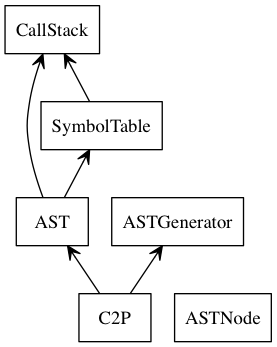 CallStack
SymbolTable
AST
ASTGenerator
C2P
ASTNode